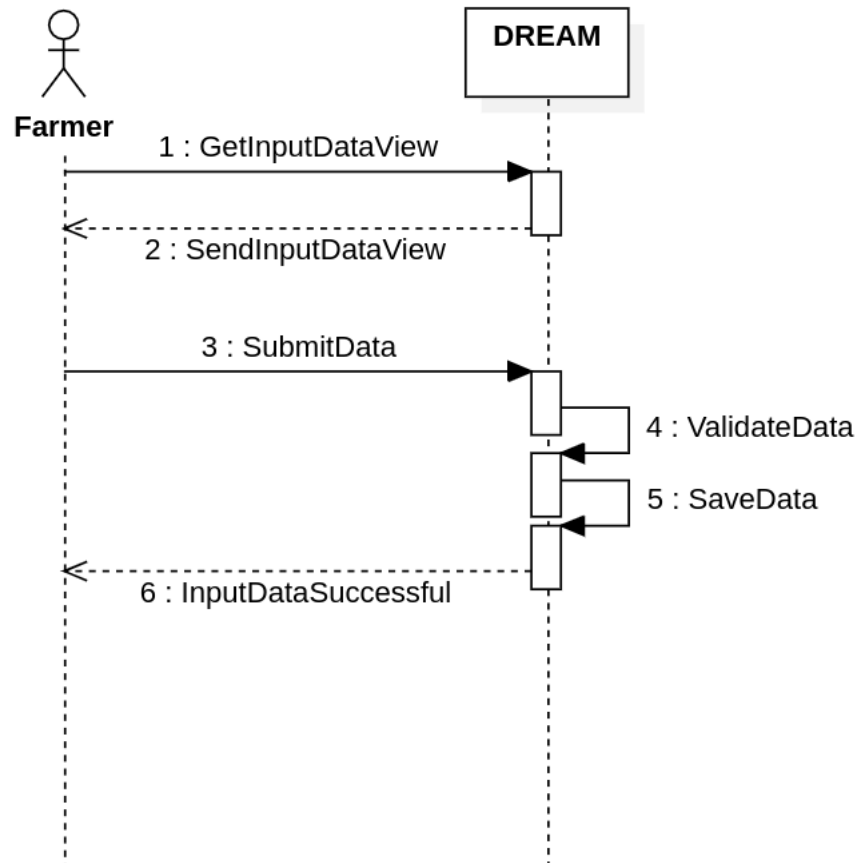 DREAM
Farmer
1 : GetInputDataView
2 : SendInputDataView
3 : SubmitData
4 : ValidateData
5 : SaveData
6 : InputDataSuccessful